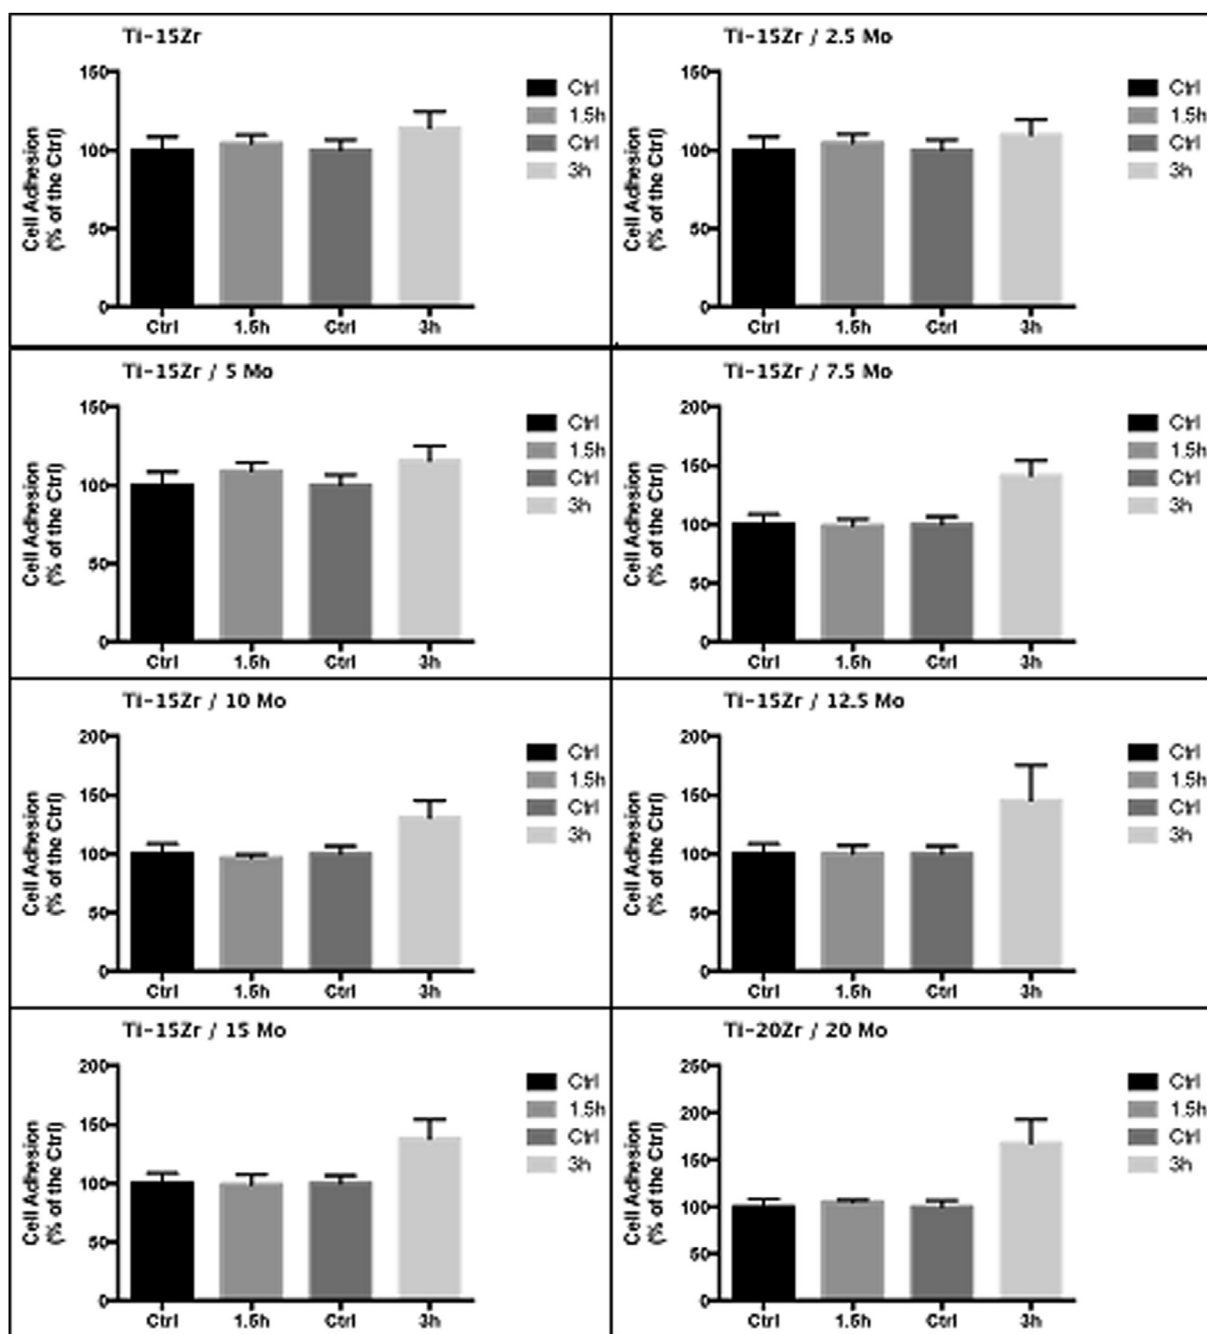 Ti-15Zr
Cell Adhesion
(% of the Ctrl)
150
100
50
0
Ctrl 1.5h Ctrl 3h
Ctrl
1.5h
Ctrl
3h
Ti-15Zr / 2.5 Mo
Cell Adhesion
(% of the Ctrl)
150
100
50
0
Ctrl 1.5h Ctrl 3h
Ctrl
1.5h
Ctrl
3h
Ti-15Zr / 5 Mo
Cell Adhesion
(% of the Ctrl)
150
100
50
0
Ctrl 1.5h Ctrl 3h
Ctrl
1.5h
Ctrl
3h
Ti-15Zr / 7.5 Mo
Cell Adhesion
(% of the Ctrl)
200
150
100
50
0
Ctrl 1.5h Ctrl 3h
Ctrl
1.5h
Ctrl
3h
Ti-15Zr / 10 Mo
Cell Adhesion
(% of the Ctrl)
200
150
100
50
0
Ctrl 1.5h Ctrl 3h
Ctrl
1.5h
Ctrl
3h
Ti-15Zr / 12.5 Mo
Cell Adhesion
(% of the Ctrl)
200
150
100
50
0
Ctrl 1.5h Ctrl 3h
Ctrl
1.5h
Ctrl
3h
Ti-15Zr / 15 Mo
Cell Adhesion
(% of the Ctrl)
200
150
100
50
0
Ctrl 1.5h Ctrl 3h
Ctrl
1.5h
Ctrl
3h
Ti-20Zr / 20 Mo
Cell Adhesion
(% of the Ctrl)
250
200
150
100
50
0
Ctrl 1.5h Ctrl 3h
Ctrl
1.5h
Ctrl
3h